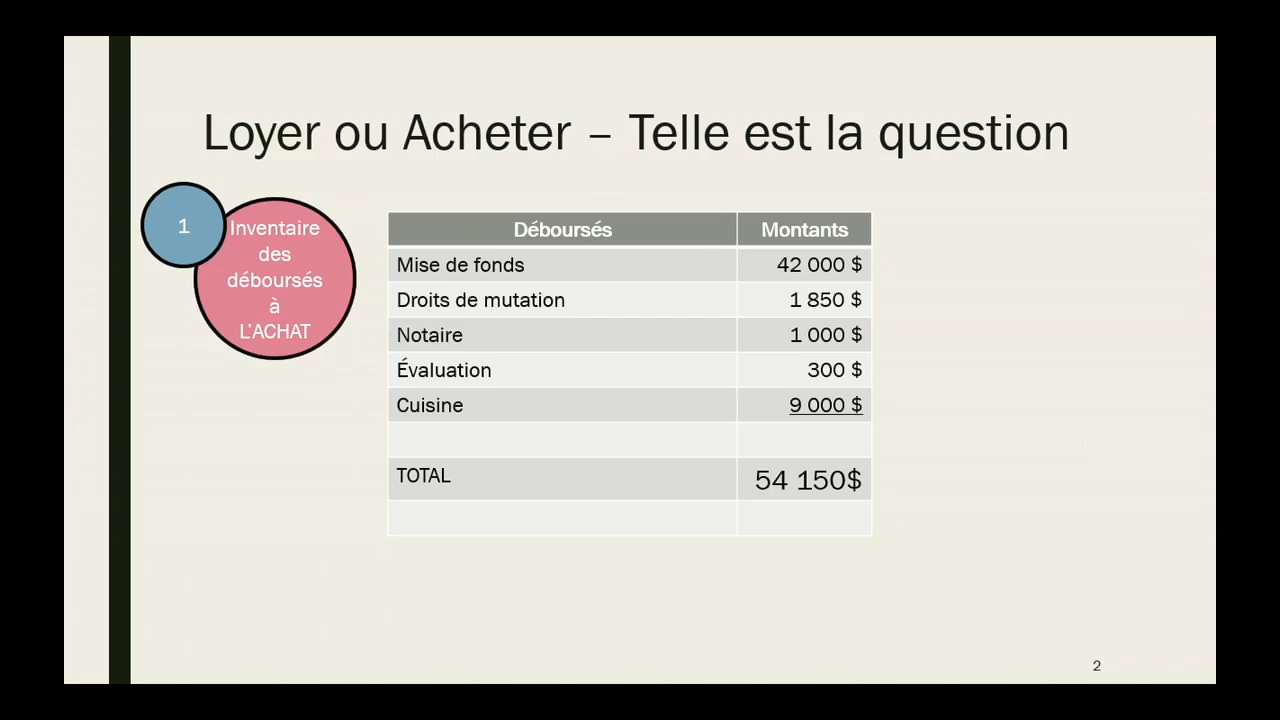 Loyer ou Acheter – Telle est la question
1
Inventaire
des
déboursés
à
L'ACHAT
Déboursés Montants
Mise de fonds 42 000 $
Droits de mutation 1 850 $
Notaire 1 000 $
Évaluation 300 $
Cuisine 9 000 $
TOTAL 54 150$
2